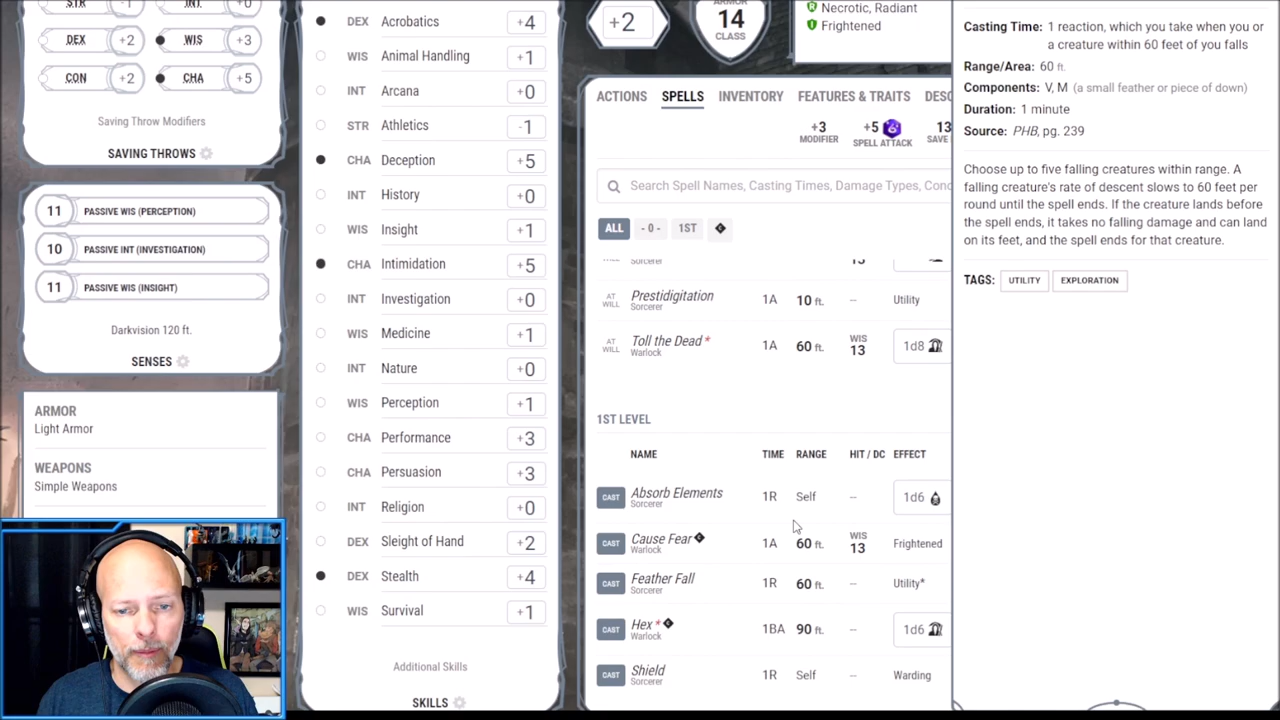 STR
-1
INT
+0
DEX
+2
WIS
+3
CON
+2
CHA
+5
Saving Throw Modifiers
SAVING THROWS
11 PASSIVE WIS (PERCEPTION)
10 PASSIVE INT (INVESTIGATION)
11 PASSIVE WIS (INSIGHT)
Darkvision 120 ft.
SENSES
ARMOR
Light Armor
WEAPONS
Simple Weapons
DEX Acrobatics +4
WIS Animal Handling +1
INT Arcana +0
STR Athletics -1
CHA Deception +5
INT History +0
WIS Insight +1
CHA Intimidation +5
INT Investigation +0
WIS Medicine +1
INT Nature +0
WIS Perception +1
CHA Performance +3
CHA Persuasion +3
INT Religion +0
DEX Sleight of Hand +2
DEX Stealth +4
WIS Survival +1
Additional Skills
SKILLS
+2
ARMOR
14
CLASS
Necrotic, Radiant
Frightened
ACTIONS SPELLS INVENTORY FEATURES & TRAITS DESC
+3
MODIFIER
+5
SPELL ATTACK
13
SAVE
Search Spell Names, Casting Times, Damage Types, Conc
ALL - 0 - 1ST
Sorcerer
13
AT WILL Prestidigitation 1A 10 ft. -- Utility
Sorcerer
AT WILL Toll the Dead * 1A 60 ft. WIS 13 1d8
Warlock
1ST LEVEL
NAME TIME RANGE HIT / DC EFFECT
CAST Absorb Elements 1R Self -- 1d6
Sorcerer
CAST Cause Fear 1A 60 ft. WIS 13 Frightened
Warlock
CAST Feather Fall 1R 60 ft. -- Utility*
Sorcerer
CAST Hex * 1BA 90 ft. -- 1d6
Warlock
CAST Shield 1R Self -- Warding
Sorcerer
Casting Time: 1 reaction, which you take when you or
a creature within 60 feet of you falls
Range/Area: 60 ft.
Components: V, M (a small feather or piece of down)
Duration: 1 minute
Source: PHB, pg. 239
Choose up to five falling creatures within range. A
falling creature's rate of descent slows to 60 feet per
round until the spell ends. If the creature lands before
the spell ends, it takes no falling damage and can land
on its feet, and the spell ends for that creature.
TAGS: UTILITY EXPLORATION